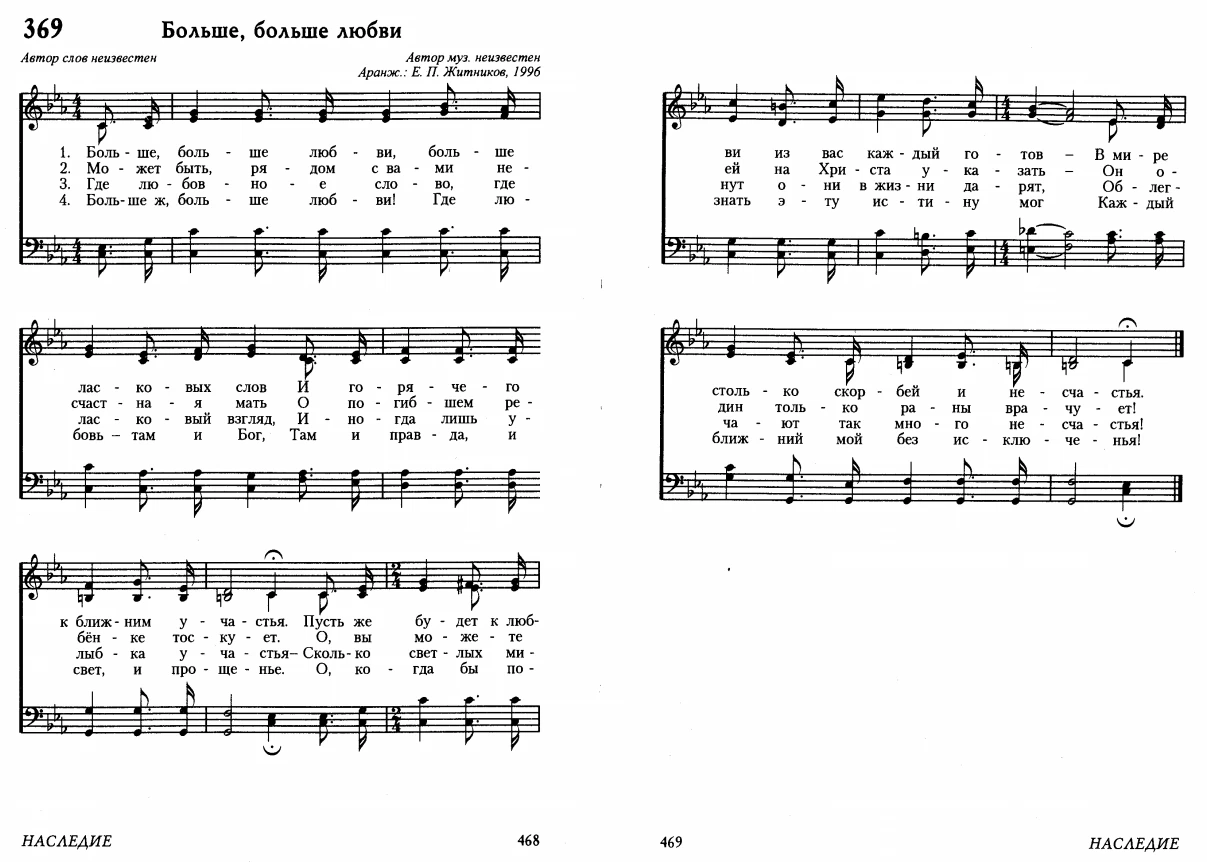 369
Больше, больше любви
Автор слов неизвестен
Автор муз. неизвестен
Аранж.: Е. П. Житников, 1996
1. Боль - ше, боль - ше люб - ви, боль - ше
2. Мо - жет быть, ря - дом с ва - ми не -
3. Где лю - бов - но - е сло - во, где
4. Боль-ше ж, боль - ше люб - ви! Где лю -
лас - ко - вых слов И го - ря - че - го
счаст - на - я мать О по - гиб - шем ре -
лас - ко - вый взгляд, И - но - гда лишь у -
бовь – там и Бог, Там и прав - да, и
к ближ - ним у - ча - стья. Пусть же бу - дет к люб-
бён - ке тос - ку - ет. О, вы мо - же - те
лыб - ка у - ча - стья– Сколь-ко свет - лых ми -
свет, и про - ще - нье. О, ко - гда бы по -
НАСЛЕДИЕ
468
ви из вас каж - дый го - тов – В ми - ре
ей на Хри - ста у - ка - зать – Он о -
нут о - ни в жиз - ни да - рят, Об - лег -
знать э - ту ис - ти - ну мог Каж - дый
столь - ко скор - бей и не - сча - стья.
дин толь - ко ра - ны вра - чу - ет!
ча - ют так мно - го не - сча - стья!
ближ - ний мой без ис - клю - че - нья!
469
НАСЛЕДИЕ